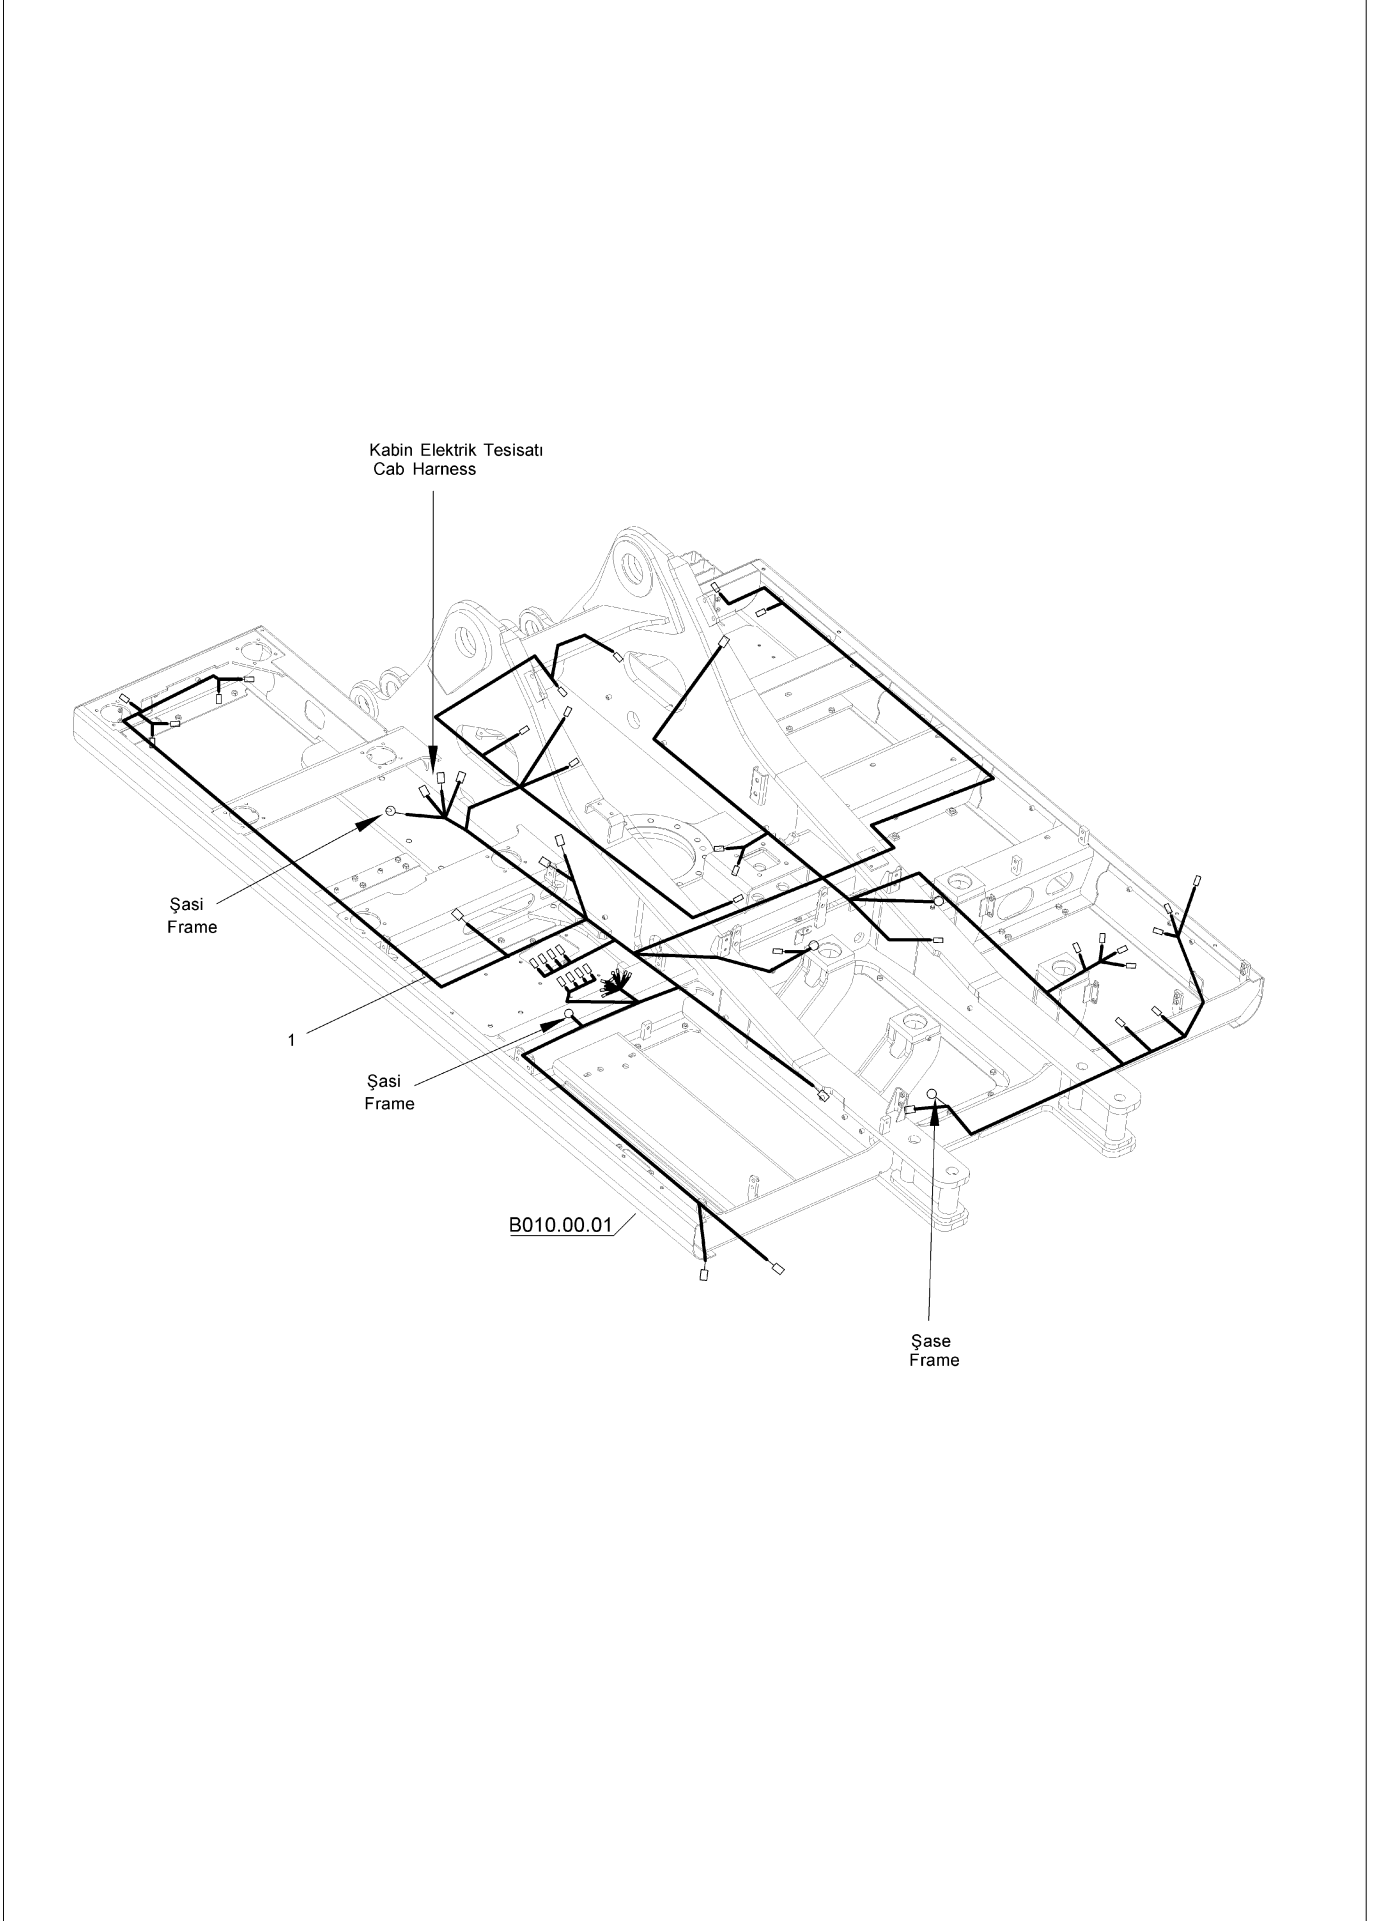 Kabin Elektrik Tesisatı
Cab Harness
Şasi
Frame
1
Şasi
Frame
B010.00.01
Şase
Frame